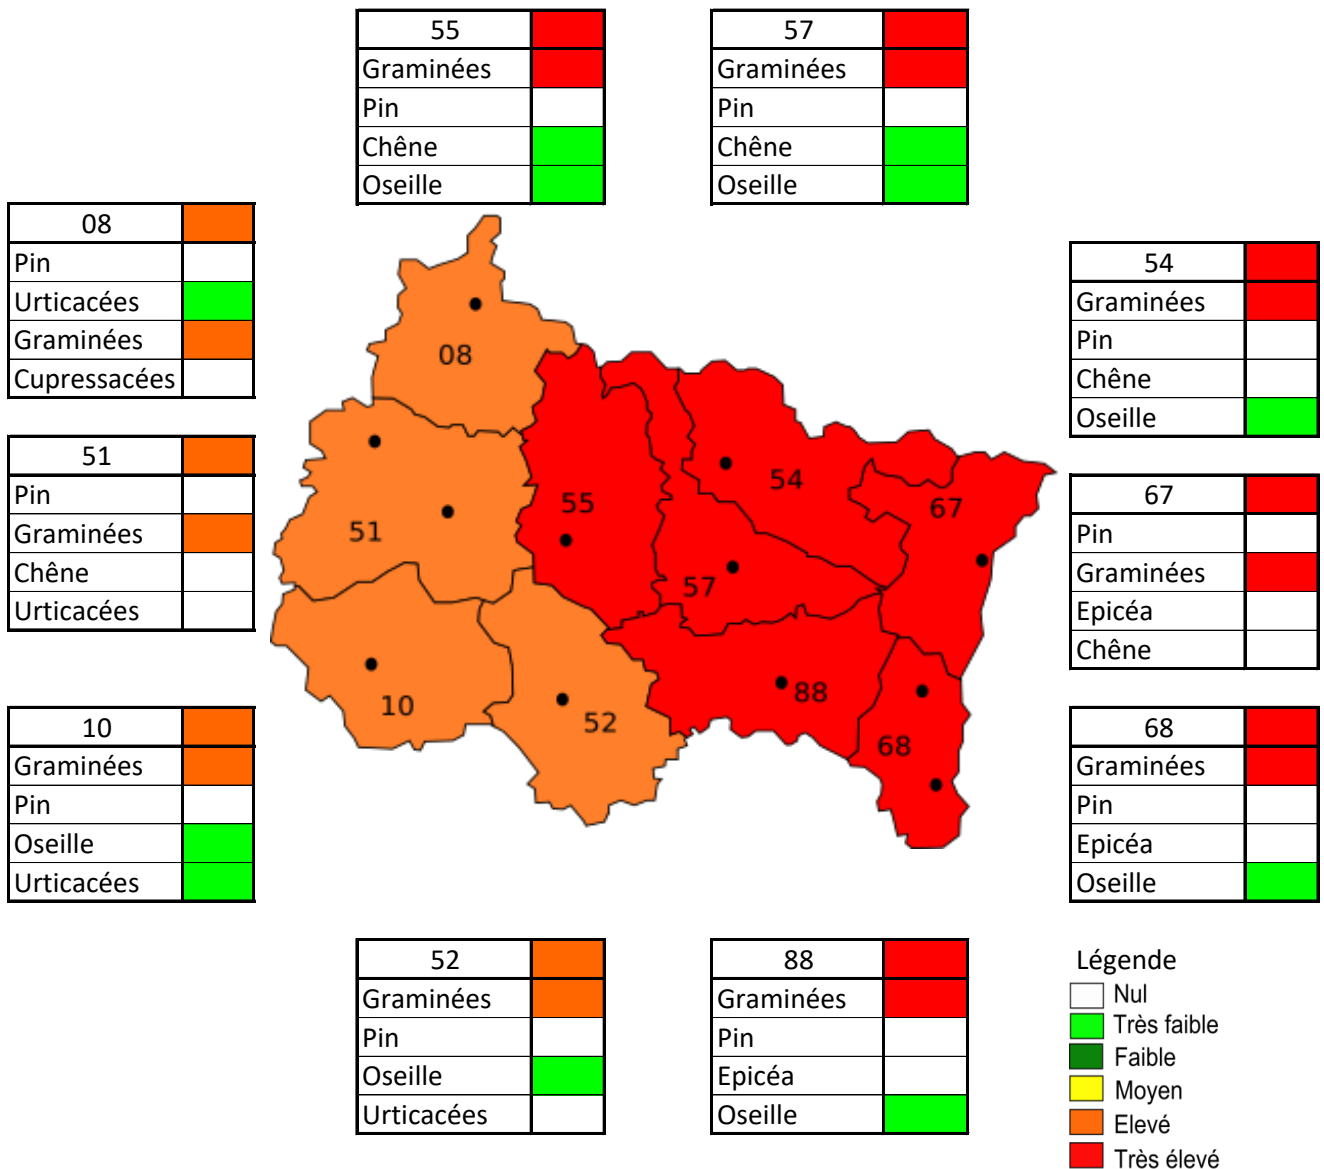 55
Graminées
Pin
Chêne
Oseille
57
Graminées
Pin
Chêne
Oseille
08
Pin
Urticacées
Graminées
Cupressacées
51
Pin
Graminées
Chêne
Urticacées
10
Graminées
Pin
Oseille
Urticacées
08
55
54
67
51
57
88
10
52
68
54
Graminées
Pin
Chêne
Oseille
67
Pin
Graminées
Epicéa
Chêne
68
Graminées
Pin
Epicéa
Oseille
52
Graminées
Pin
Oseille
Urticacées
88
Graminées
Pin
Epicéa
Oseille
Légende
Nul
Très faible
Faible
Moyen
Elevé
Très élevé